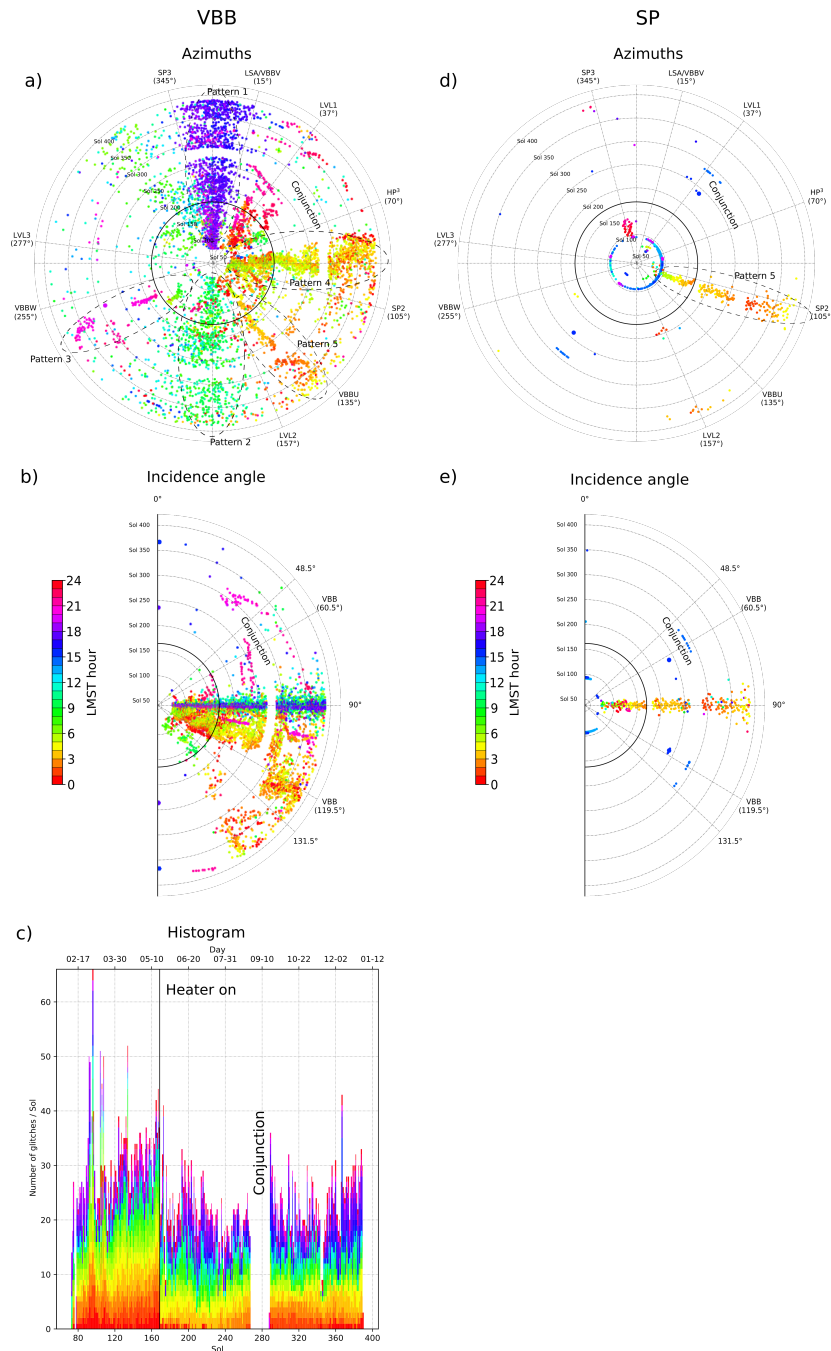 VBB
SP
Azimuths
Azimuths
a)
d)
SP3
(345°)
LSA/VBBV
(15°)
LVL1
(37°)
HP³
(70°)
SP2
(105°)
VBBU
(135°)
LVL2
(157°)
VBBW
(255°)
LVL3
(277°)
Pattern 1
Pattern 2
Pattern 3
Pattern 4
Pattern 5
Conjunction
Sol 400
Sol 350
Sol 300
Sol 250
Sol 200
Sol 150
Sol 50
SP3
(345°)
LSA/VBBV
(15°)
LVL1
(37°)
HP³
(70°)
SP2
(105°
VBBU
(135°)
LVL2
(157°)
VBBW
(255°)
LVL3
(277°)
Pattern 5
Conjunction
Sol 400
Sol 350
Sol 300
Sol 250
Sol 200
Sol 150
Sol 100
Sol 50
b)
Incidence angle
0°
48.5°
VBB
(60.5°)
90°
VBB
(119.5°)
131.5°
Conjunction
Sol 400
Sol 350
Sol 300
Sol 250
Sol 200
Sol 150
Sol 100
Sol 50
24
21
18
15
12
9
6
3
0
LMST hour
e)
Incidence angle
0°
48.5°
VBB
(60.5°)
90°
VBB
(119.5°)
131.5°
Conjunction
Sol 400
Sol 350
Sol 300
Sol 250
Sol 200
Sol 150
Sol 100
Sol 50
24
21
18
15
12
9
6
3
0
LMST hour
c)
Histogram
Day
02-17 03-30 05-10 06-20 07-31 09-10 10-22 12-02 01-12
Heater on
Conjunction
Number of glitches / Sol
60
50
40
30
20
10
0
80 120 160 200 240 280 320 360 400
Sol